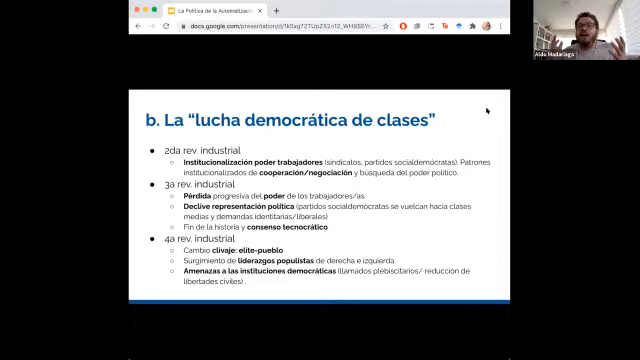 La Política de la Automatizació
docs.google.com/presentation/d/1kSxg72TUpZ62n12_WH9S6Yr...
Aldo Madariaga
b. La “lucha democrática de clases”
● 2da rev. industrial
○ Institucionalización poder trabajadores (sindicatos, partidos socialdemócratas). Patrones
institucionalizados de cooperación/negociación y búsqueda del poder político.
● 3a rev. industrial
○ Pérdida progresiva del poder de los trabajadores/as
○ Declive representación política (partidos socialdemócratas se vuelcan hacía clases
medias y demandas identitarias/liberales)
○ Fin de la historia y consenso tecnocrático
● 4a rev. industrial
○ Cambio clivaje: elite-pueblo
○ Surgimiento de liderazgos populistas de derecha e izquierda
○ Amenazas a las instituciones democráticas (llamados plebiscitarios/ reducción de
libertades civiles) .